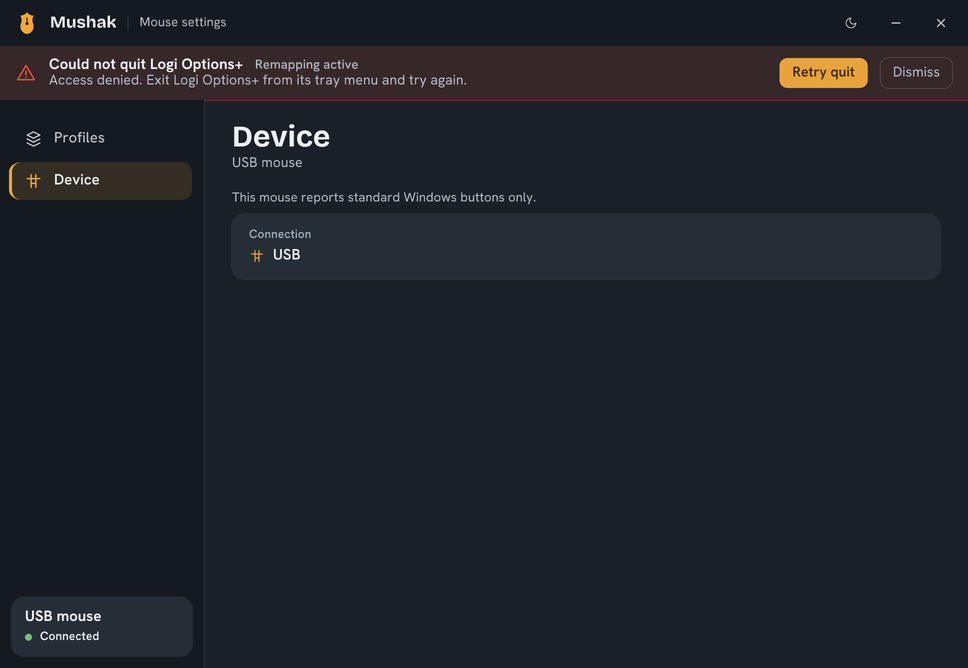 Mushak | Mouse settings
Could not quit Logi Options+ Remapping active
Access denied. Exit Logi Options+ from its tray menu and try again.
Retry quit
Dismiss
Profiles
Device
Device
USB mouse
This mouse reports standard Windows buttons only.
Connection
USB
USB mouse
Connected